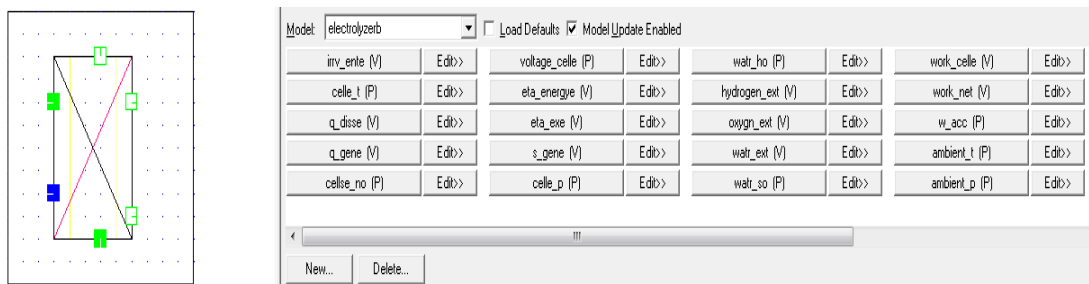 Model: electrolyzerb Load Defaults Model Update Enabled
irrv_ente (V) Edit>> voltage_celle (P) Edit>> watr_ho (P) Edit>> work_celle (V) Edit>>
celle_t (P) Edit>> eta_energye (V) Edit>> hydrogen_ext (V) Edit>> work_net (V) Edit>>
q_disse (V) Edit>> eta_exe (V) Edit>> oxygn_ext (V) Edit>> w_acc (P) Edit>>
q_gene (V) Edit>> s_gene (V) Edit>> watr_ext (V) Edit>> ambient_t (P) Edit>>
cellse_no (P) Edit>> celle_p (P) Edit>> watr_so (P) Edit>> ambient_p (P) Edit>>
New... Delete...